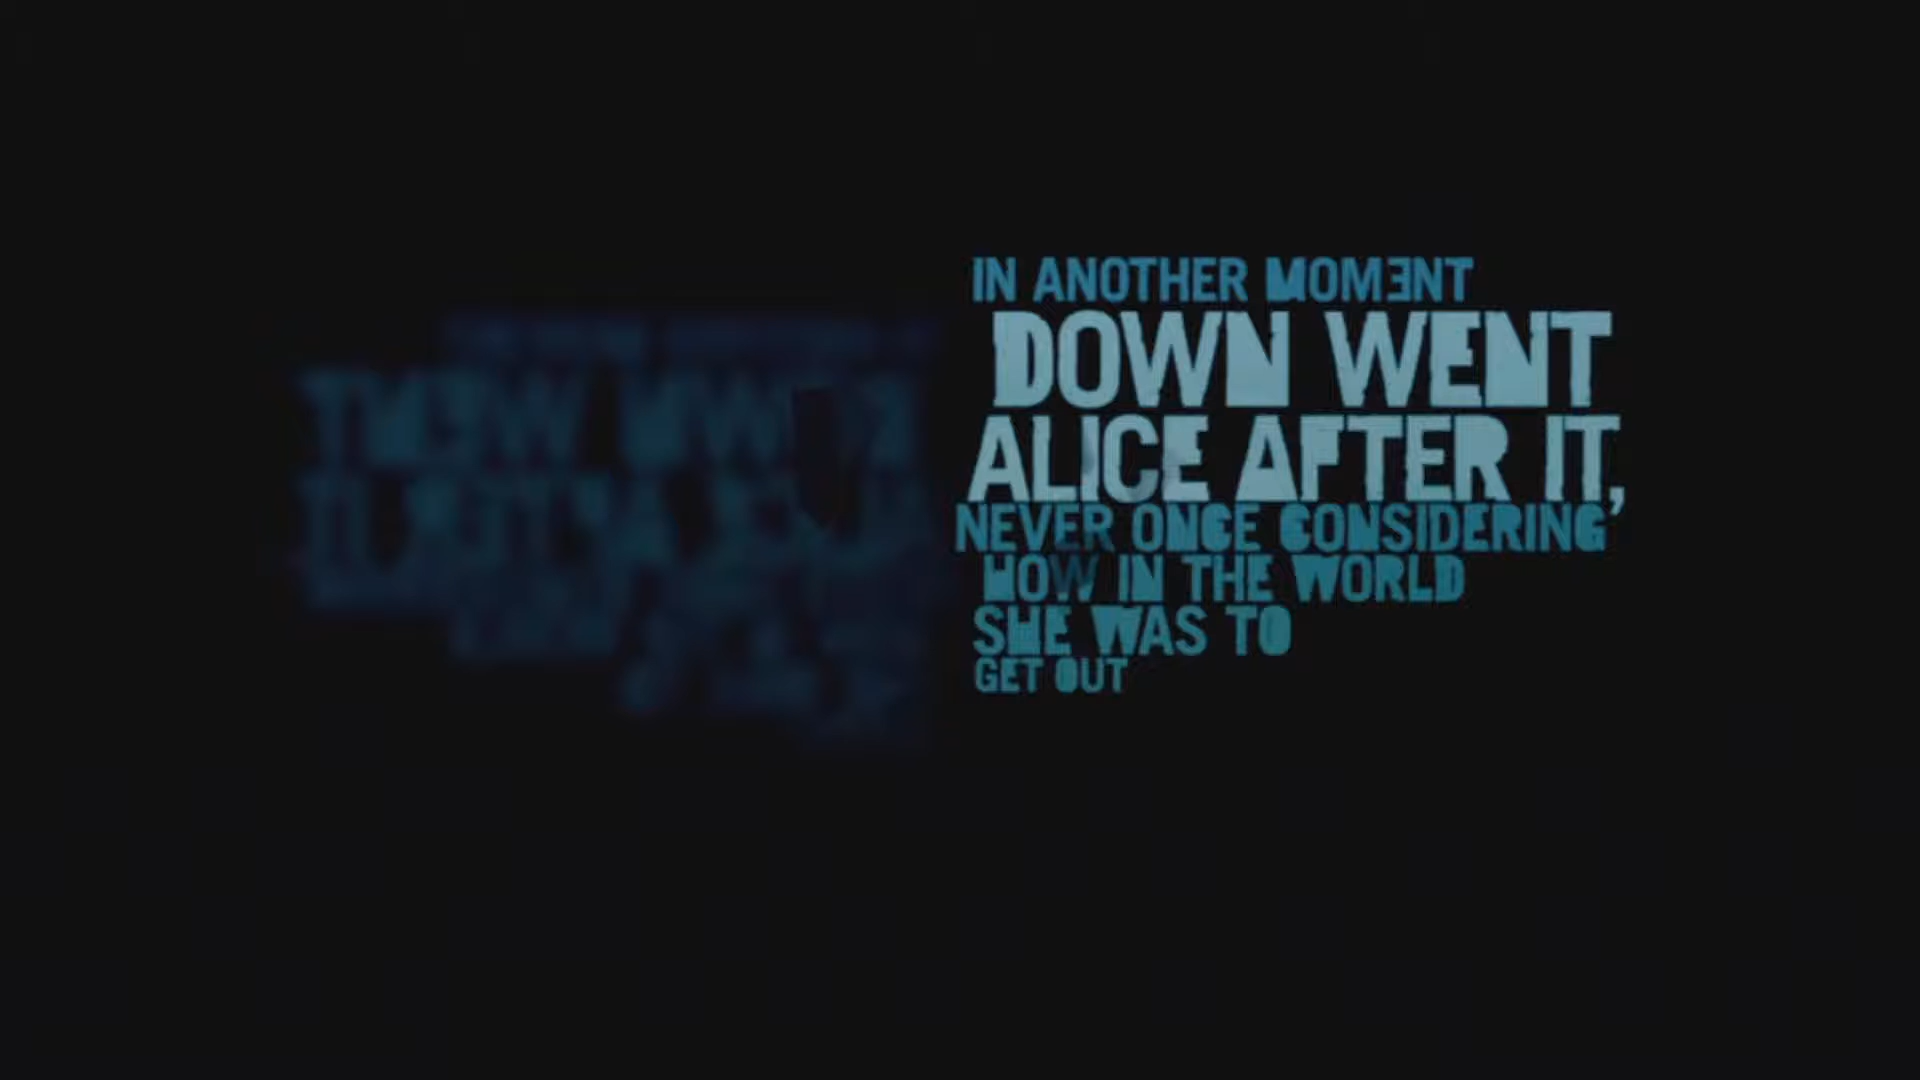 IN ANOTHER MOMENT
DOWN WENT
ALICE AFTER IT,
NEVER ONCE CONSIDERING
HOW IN THE WORLD
SHE WAS TO
GET OUT